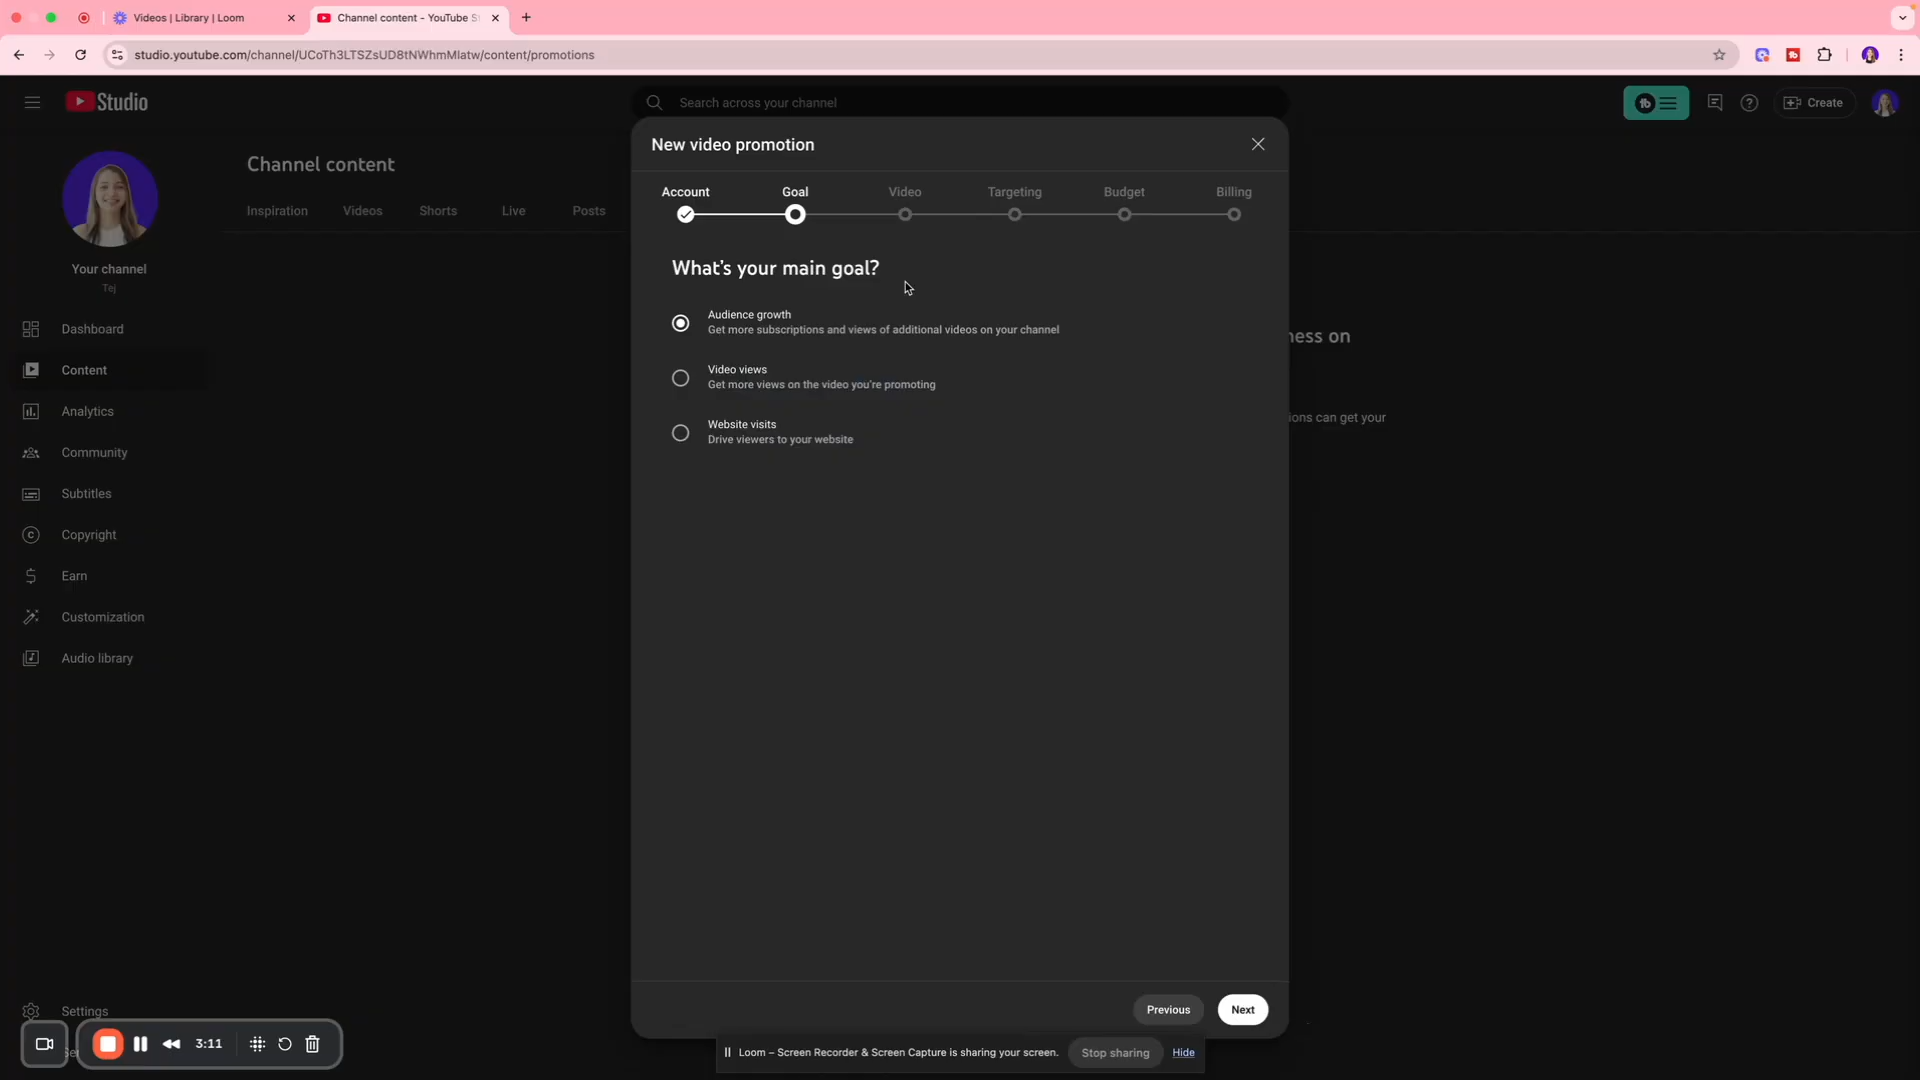 Videos | Library | Loom
Channel content - YouTube S
studio.youtube.com/channel/UCoTh3LTSZsUD8tNWhmMlatw/content/promotions
Studio
Search across your channel
Create
New video promotion
Account
Goal
Video
Targeting
Budget
Billing
Channel content
Inspiration
Videos
Shorts
Live
Posts
Your channel
Tej
Dashboard
Content
Analytics
Community
Subtitles
Copyright
Earn
Customization
Audio library
Settings
What's your main goal?
Audience growth
Get more subscriptions and views of additional videos on your channel
Video views
Get more views on the video you're promoting
Website visits
Drive viewers to your website
ness on
ions can get your
Previous
Next
3:11
Loom – Screen Recorder & Screen Capture is sharing your screen.
Stop sharing
Hide